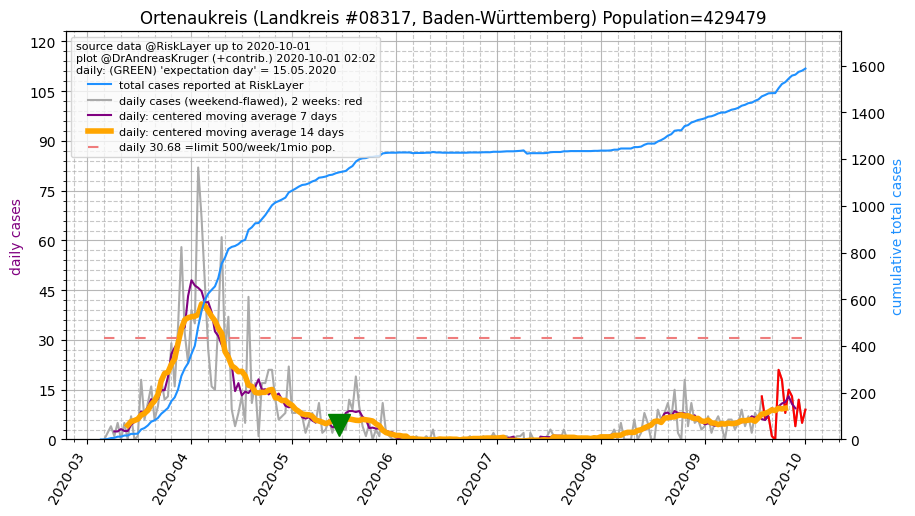 Ortenaukreis (Landkreis #08317, Baden-Württemberg) Population=429479
source data @RiskLayer up to 2020-10-01
plot @DrAndreasKruger (+contrib.) 2020-10-01 02:02
daily: (GREEN) 'expectation day' = 15.05.2020
total cases reported at RiskLayer
daily cases (weekend-flawed), 2 weeks: red
daily: centered moving average 7 days
daily: centered moving average 14 days
daily 30.68 =limit 500/week/1mio pop.
daily cases
120
105
90
75
60
45
30
15
0
cumulative total cases
1600
1400
1200
1000
800
600
400
200
0
2020-03
2020-04
2020-05
2020-06
2020-07
2020-08
2020-09
2020-10